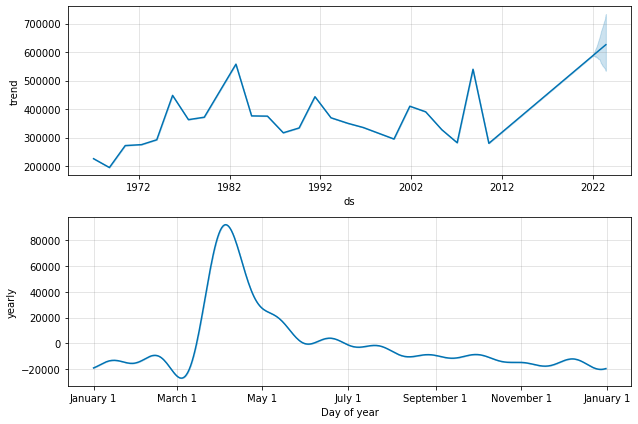 700000
600000
500000
400000
300000
200000
trend
1972 1982 1992 2002 2012 2022
ds
80000
60000
40000
20000
0
−20000
yearly
January 1 March 1 May 1 July 1 September 1 November 1 January 1
Day of year